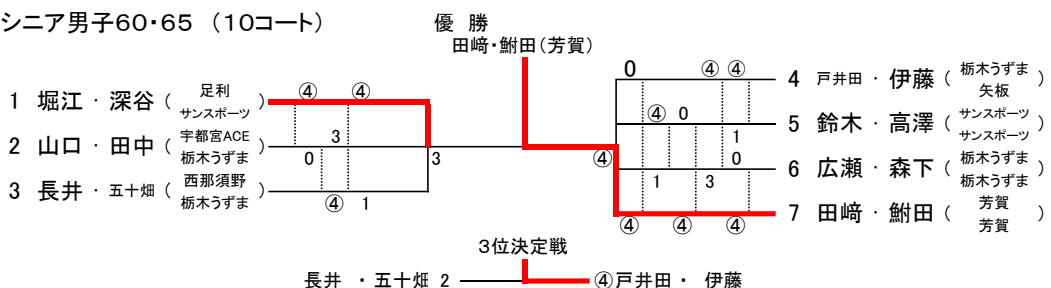 シニア男子60・65 （10コート）
優 勝
田﨑・鮒田(芳賀)
1 堀江 · 深谷 ( 足利 サンスポーツ )
④ ④
2 山口 · 田中 ( 宇都宮ACE 栃木うずま )
3
0
3
3 長井 · 五十畑 ( 西那須野 栃木うずま )
④ 1
④
0 ④ ④
4 戸井田 · 伊藤 ( 栃木うずま 矢板 )
④ 0
1
5 鈴木 · 高澤 ( サンスポーツ サンスポーツ )
0
1 3
6 広瀬 · 森下 ( 栃木うずま 栃木うずま )
7 田﨑 · 鮒田 ( 芳賀 芳賀 )
④ ④ ④
3位決定戦
長井 ・五十畑 2
④戸井田・ 伊藤